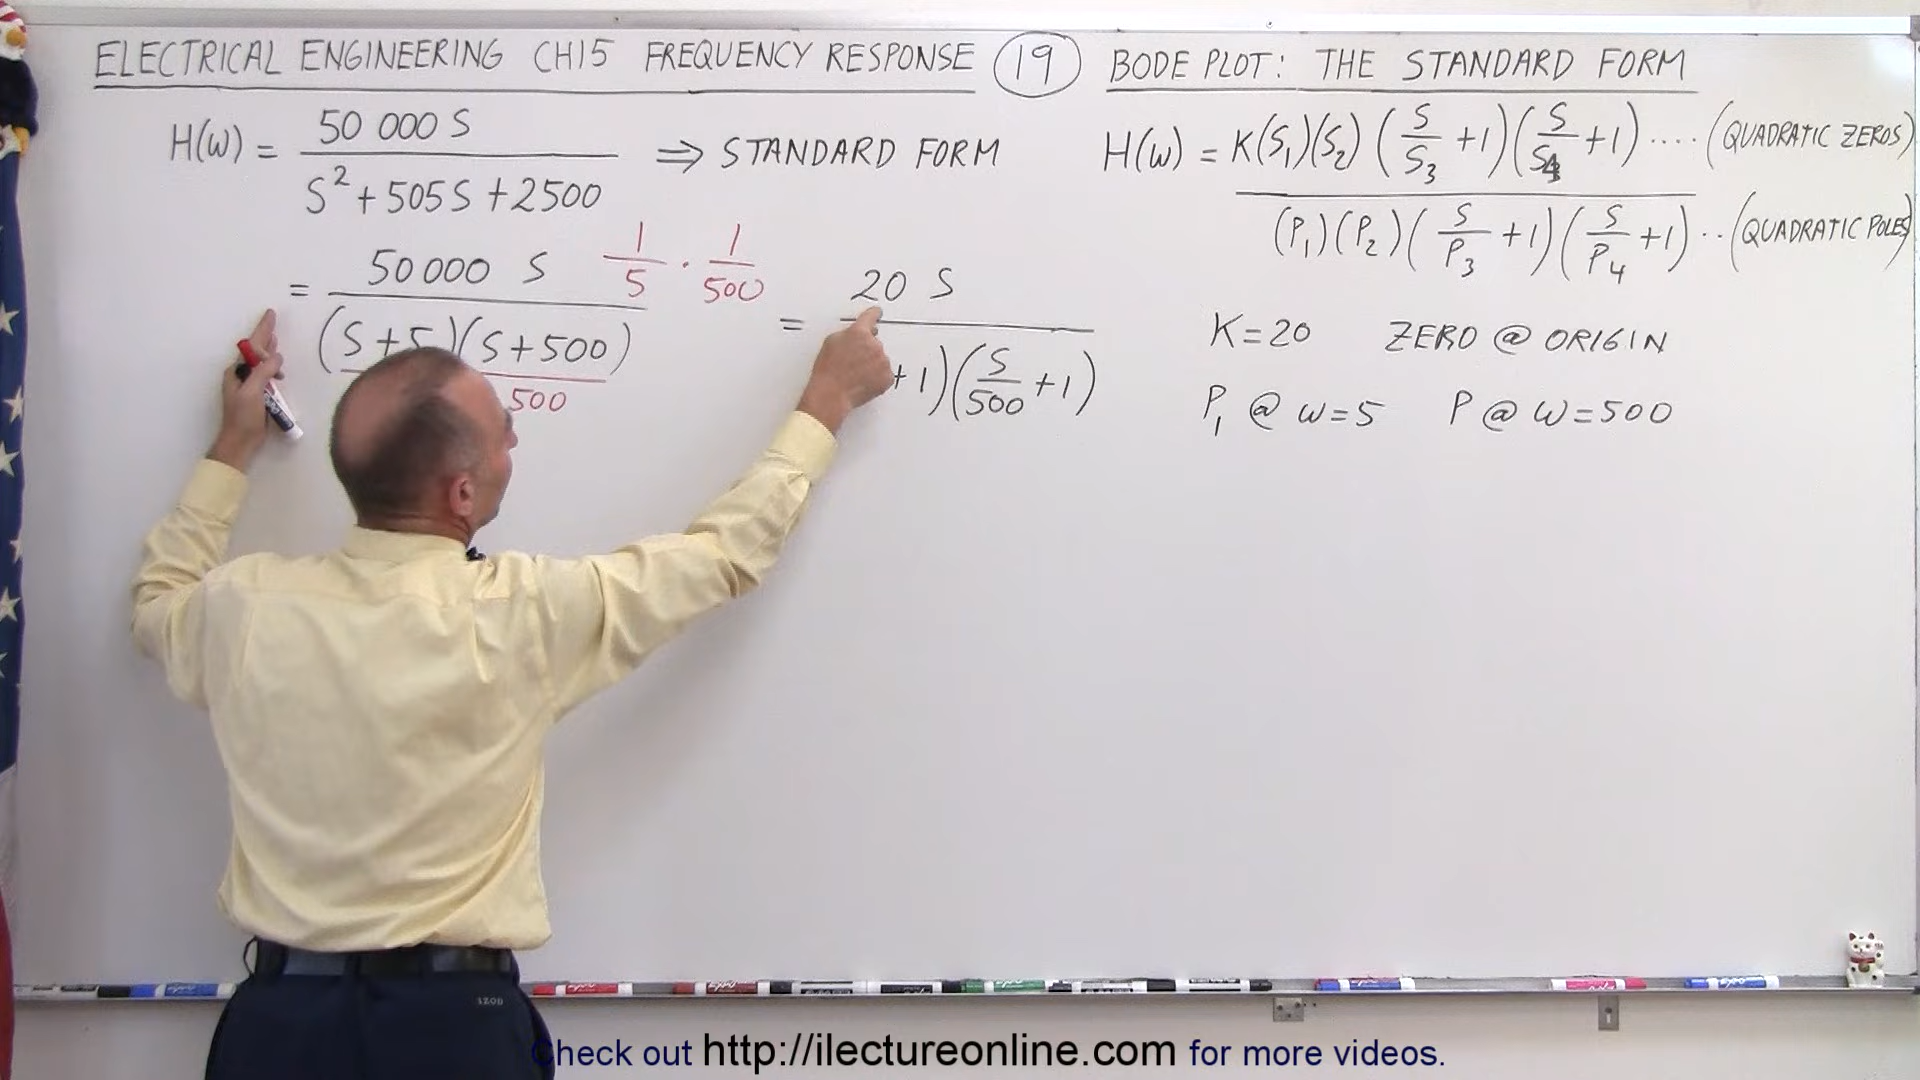 ELECTRICAL ENGINEERING CH15 FREQUENCY RESPONSE 19 BODE PLOT: THE STANDARD FORM
H(ω) = 50 000 S / S² + 505 S + 2500 ⇒ STANDARD FORM
= 50 000 S / (S + 5)(S + 500) 1/5 · 1/500
500
= 20 S / + 1)(S/500 + 1)
H(ω) = K(S₁)(S₂)(S/S₃ + 1)(S/S₄ + 1) .... (QUADRATIC ZEROS)
(P₁)(P₂)(S/P₃ + 1)(S/P₄ + 1) .. (QUADRATIC POLES)
K = 20 ZERO @ ORIGIN
P₁ @ ω = 5 P @ ω = 500
IZOD
Check out http://ilectureonline.com for more videos.